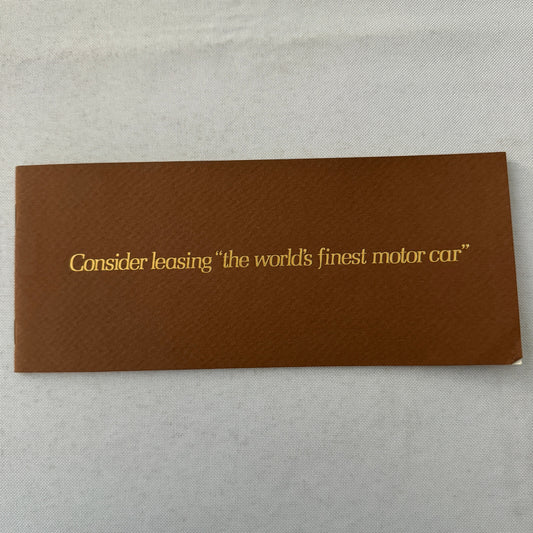 Consider leasing “the world's finest motor car”